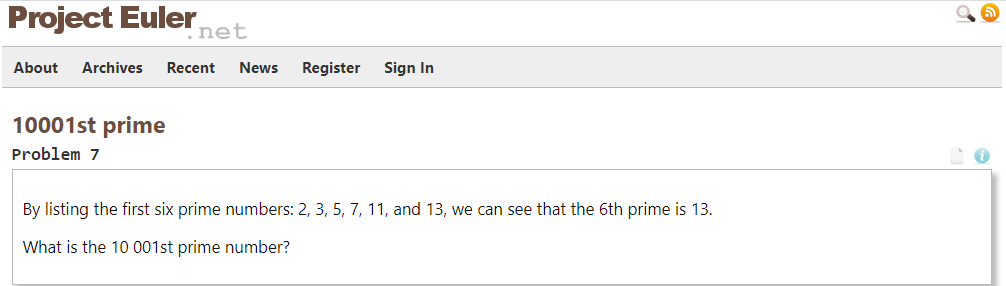 Project Euler
.net
About Archives Recent News Register Sign In
10001st prime
Problem 7
By listing the first six prime numbers: 2, 3, 5, 7, 11, and 13, we can see that the 6th prime is 13.
What is the 10 001st prime number?